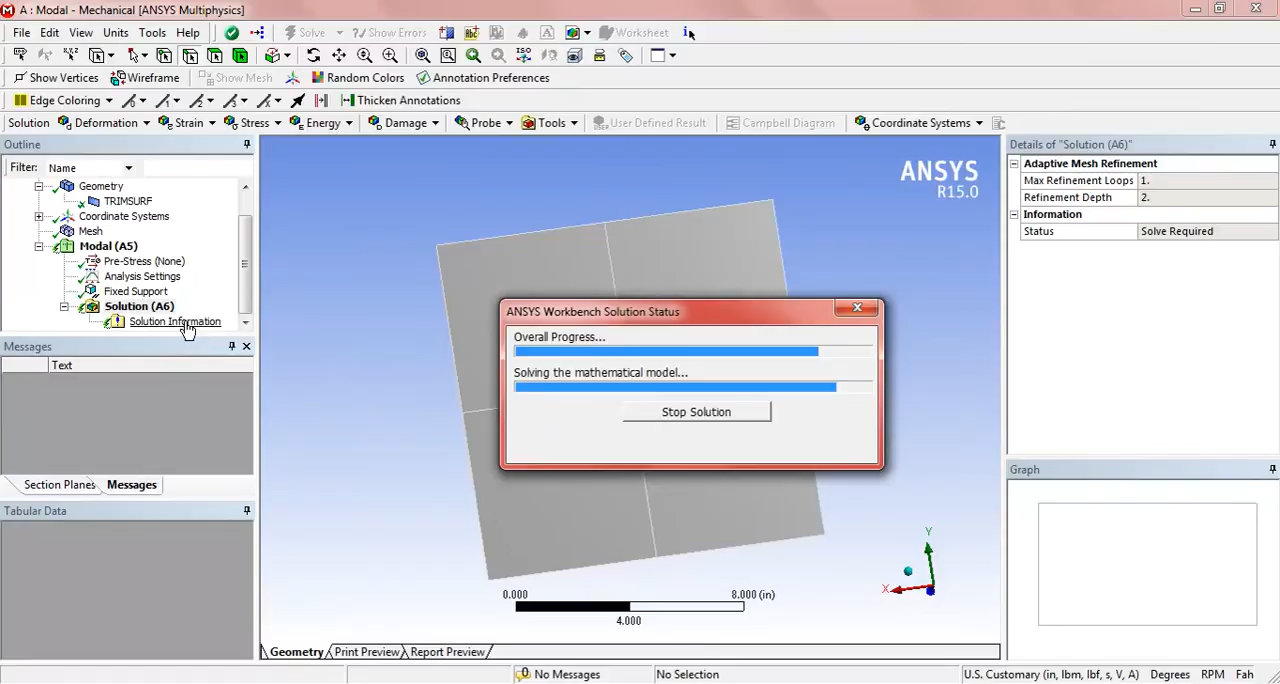 A : Modal - Mechanical [ANSYS Multiphysics]
File Edit View Units Tools Help Solve Show Errors Worksheet
Show Vertices Wireframe Show Mesh Random Colors Annotation Preferences
Edge Coloring Thicken Annotations
Solution Deformation Strain Stress Energy Damage Probe Tools User Defined Result Campbell Diagram Coordinate Systems
Outline
Filter: Name
Geometry
TRIMSURF
Coordinate Systems
Mesh
Modal (A5)
Pre-Stress (None)
Analysis Settings
Fixed Support
Solution (A6)
Solution Information
Messages
Text
Section Planes Messages
Tabular Data
ANSYS
R15.0
ANSYS Workbench Solution Status
Overall Progress...
Solving the mathematical model...
Stop Solution
0.000 8.000 (in)
4.000
Y
X
Geometry Print Preview Report Preview
Details of "Solution (A6)"
Adaptive Mesh Refinement
Max Refinement Loops 1.
Refinement Depth 2.
Information
Status Solve Required
Graph
No Messages No Selection U.S. Customary (in, lbm, lbf, s, V, A) Degrees RPM Fah